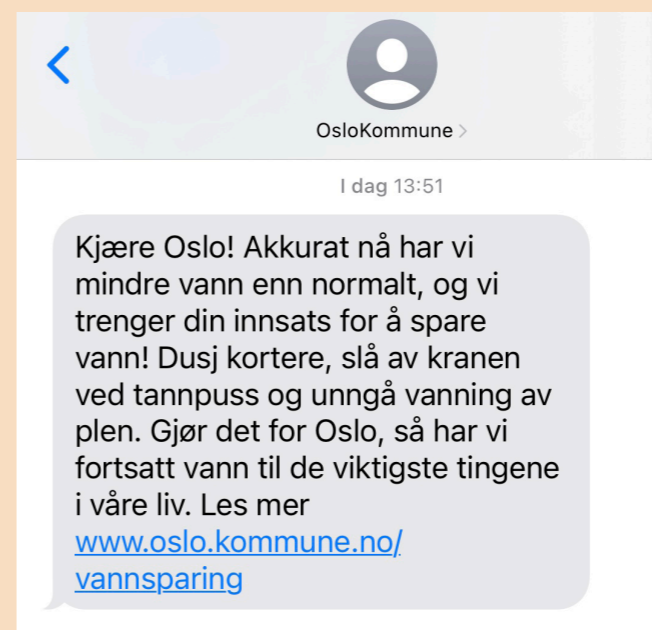 OsloKommune
I dag 13:51
Kjære Oslo! Akkurat nå har vi
mindre vann enn normalt, og vi
trenger din innsats for å spare
vann! Dusj kortere, slå av kranen
ved tannpuss og unngå vanning av
plen. Gjør det for Oslo, så har vi
fortsatt vann til de viktigste tingene
i våre liv. Les mer
www.oslo.kommune.no/
vannsparing